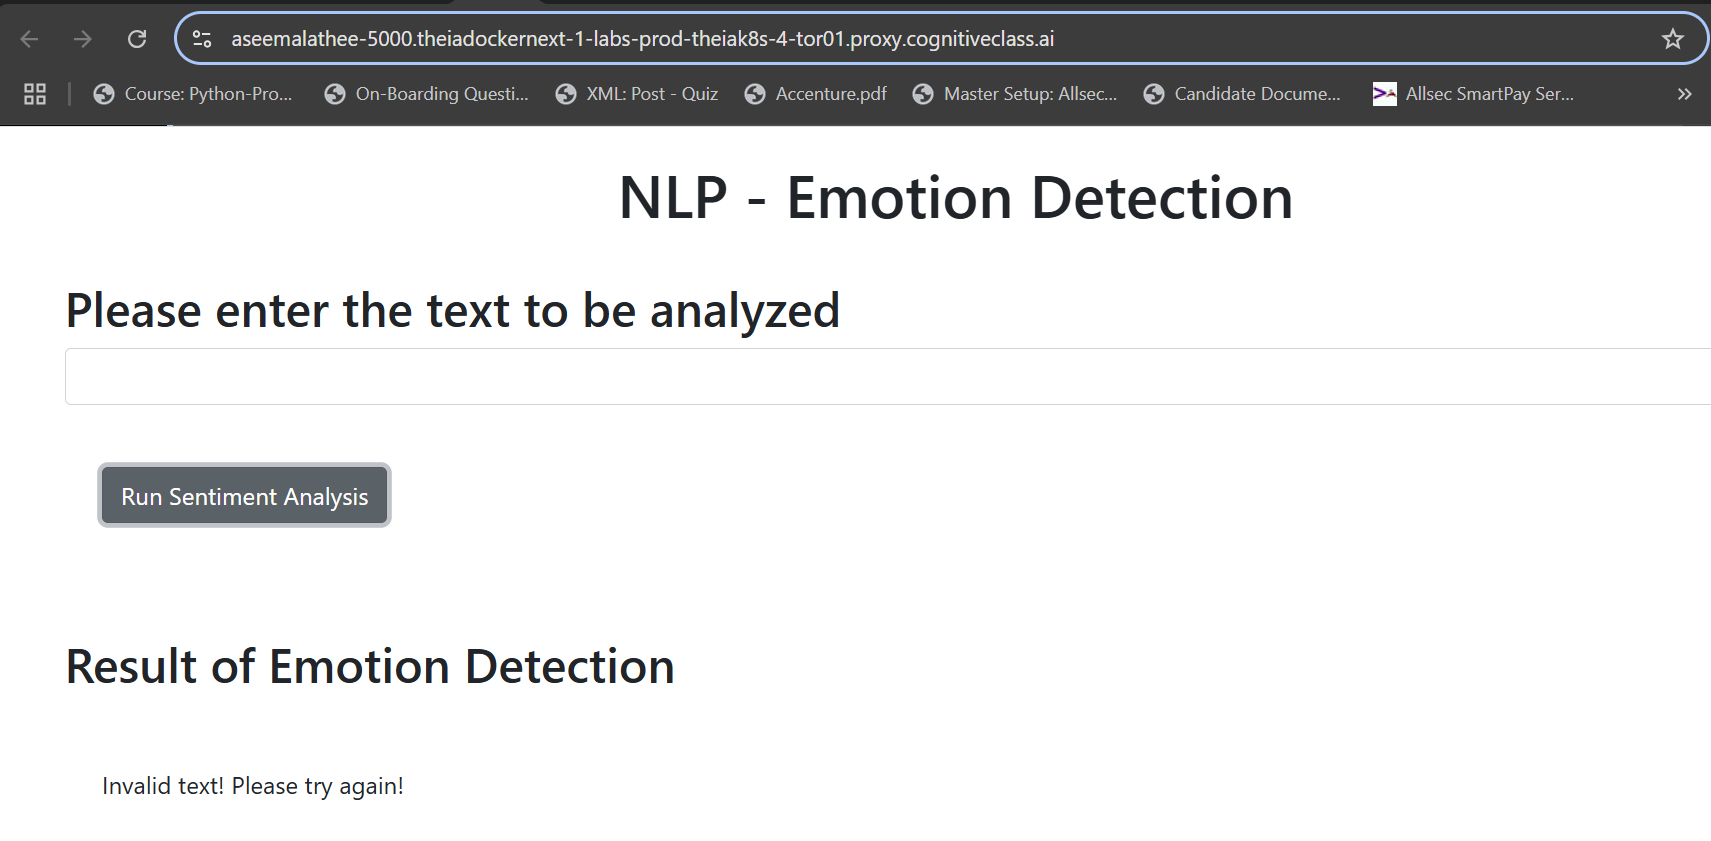 aseemalathee-5000.theiadockernext-1-labs-prod-theiak8s-4-tor01.proxy.cognitiveclass.ai
Course: Python-Pro... On-Boarding Questi... XML: Post - Quiz Accenture.pdf Master Setup: Allsec... Candidate Docume... Allsec SmartPay Ser...
NLP - Emotion Detection
Please enter the text to be analyzed
Run Sentiment Analysis
Result of Emotion Detection
Invalid text! Please try again!